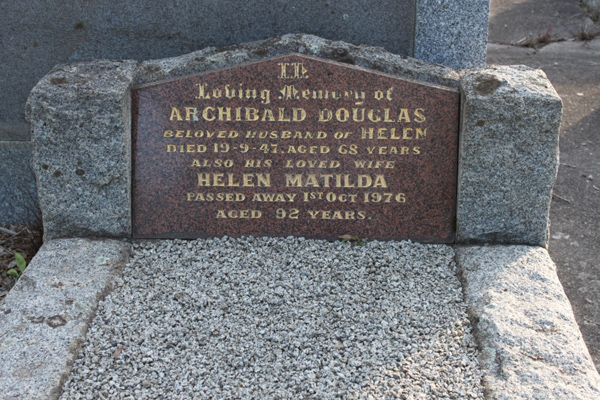 In
Loving Memory of
ARCHIBALD DOUGLAS
BELOVED HUSBAND OF HELEN
DIED 19-9-47, AGED 68 YEARS
ALSO HIS LOVED WIFE
HELEN MATILDA
PASSED AWAY 1ST OCT 1976
AGED 92 YEARS.